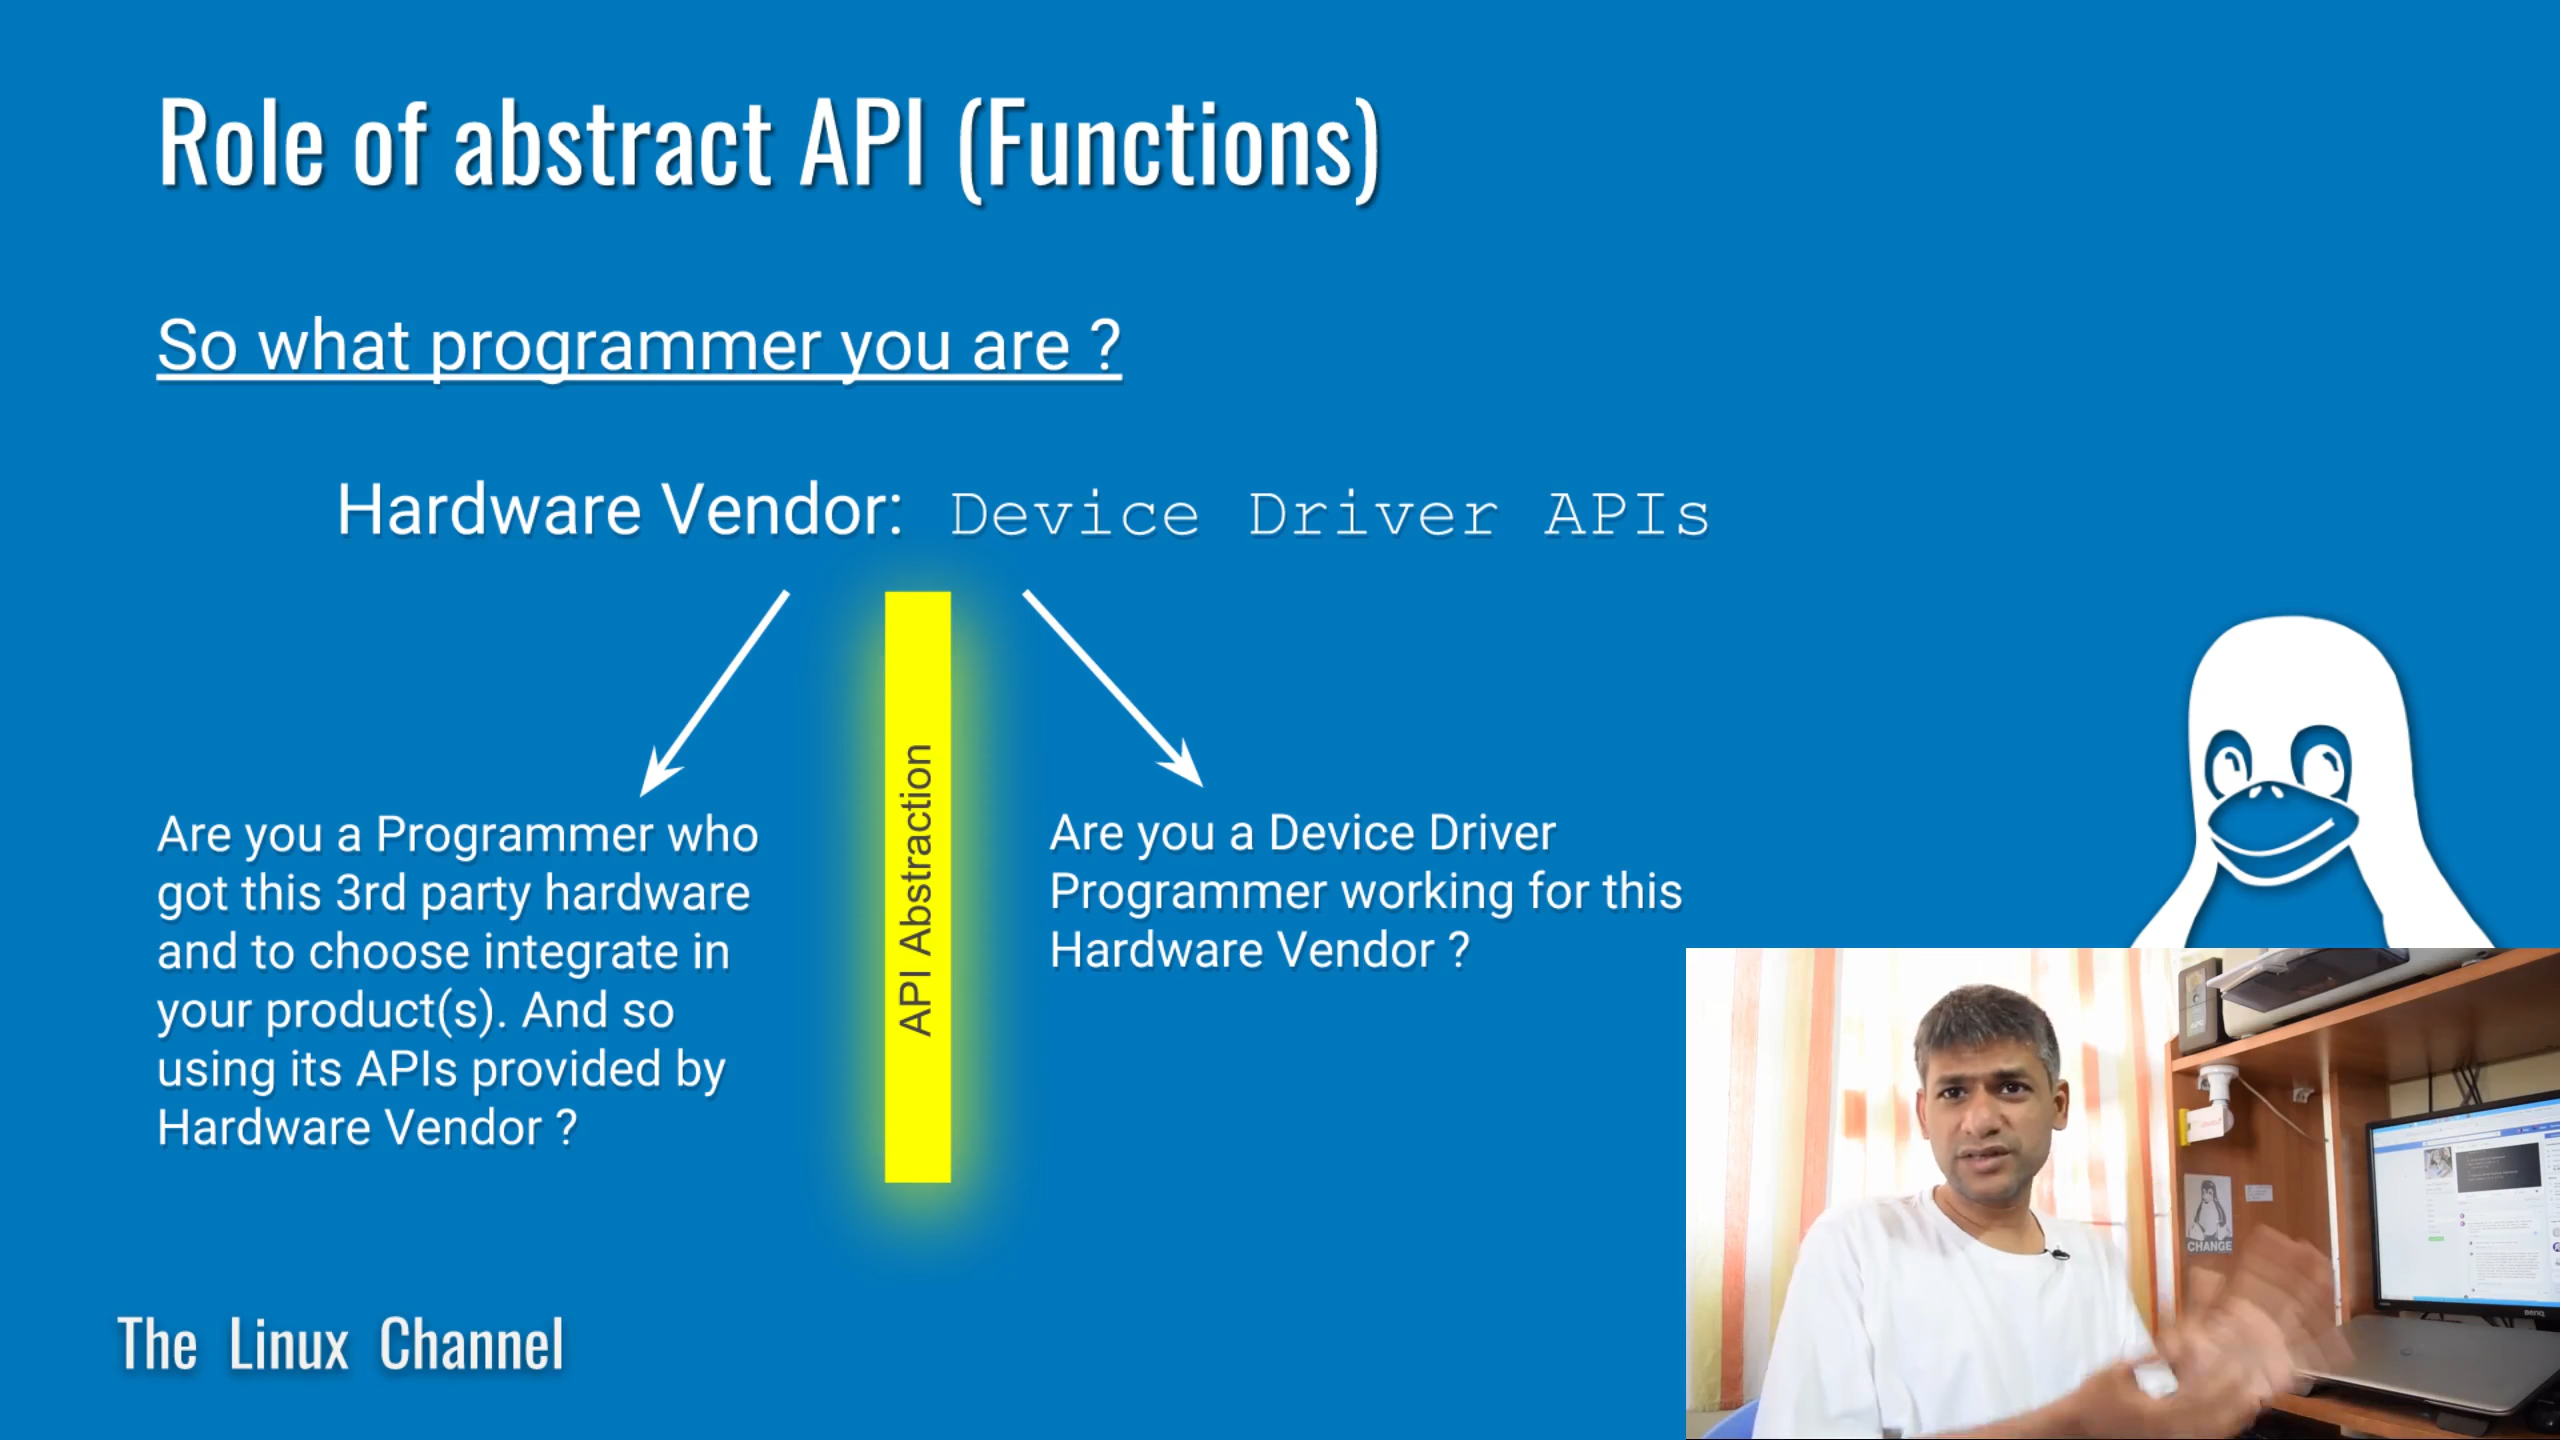 Role of abstract API (Functions)
So what programmer you are ?
Hardware Vendor: Device Driver APIs
API Abstraction
Are you a Programmer who
got this 3rd party hardware
and to choose integrate in
your product(s). And so
using its APIs provided by
Hardware Vendor ?
Are you a Device Driver
Programmer working for this
Hardware Vendor ?
CHANGE
BenQ
The Linux Channel